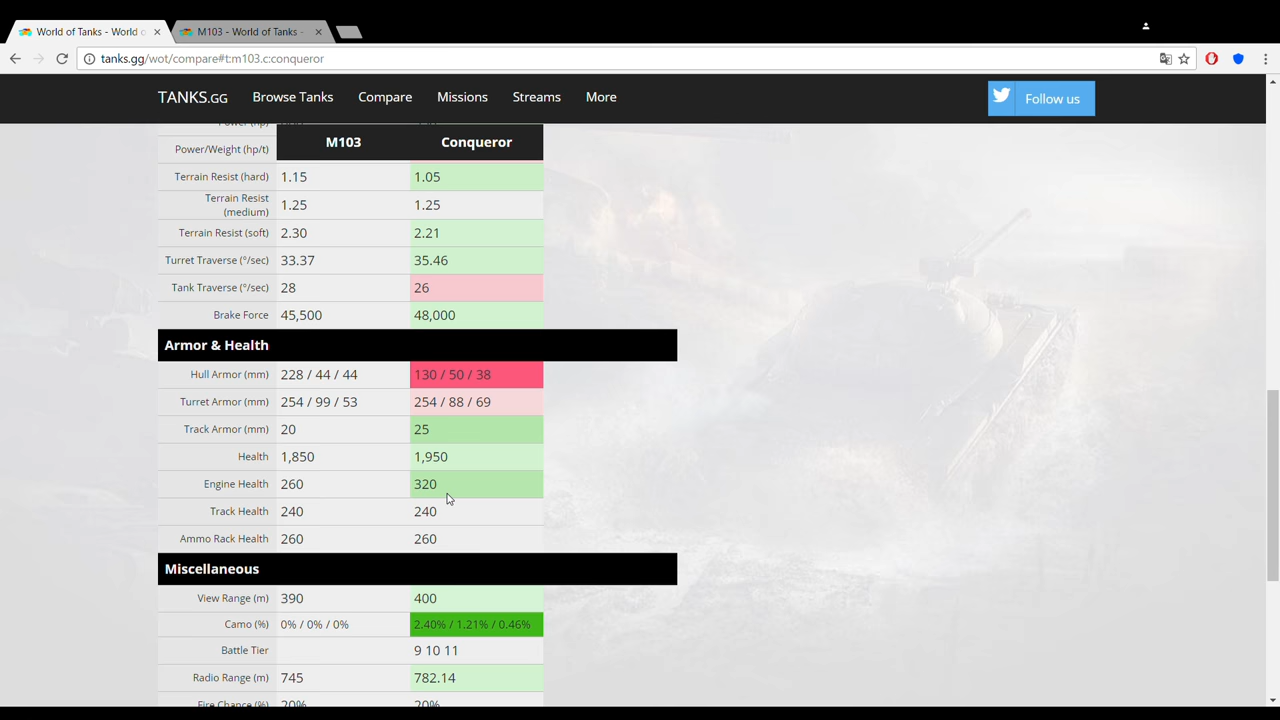 World of Tanks - World o
M103 - World of Tanks -
tanks.gg/wot/compare#t:m103.c:conqueror
TANKS.GG Browse Tanks Compare Missions Streams More Follow us
Power (hp)
M103 Conqueror
Power/Weight (hp/t)
Terrain Resist (hard) 1.15 1.05
Terrain Resist
(medium) 1.25 1.25
Terrain Resist (soft) 2.30 2.21
Turret Traverse (°/sec) 33.37 35.46
Tank Traverse (°/sec) 28 26
Brake Force 45,500 48,000
Armor & Health
Hull Armor (mm) 228 / 44 / 44 130 / 50 / 38
Turret Armor (mm) 254 / 99 / 53 254 / 88 / 69
Track Armor (mm) 20 25
Health 1,850 1,950
Engine Health 260 320
Track Health 240 240
Ammo Rack Health 260 260
Miscellaneous
View Range (m) 390 400
Camo (%) 0% / 0% / 0% 2.40% / 1.21% / 0.46%
Battle Tier 9 10 11
Radio Range (m) 745 782.14
Fire Chance (%) 20% 20%